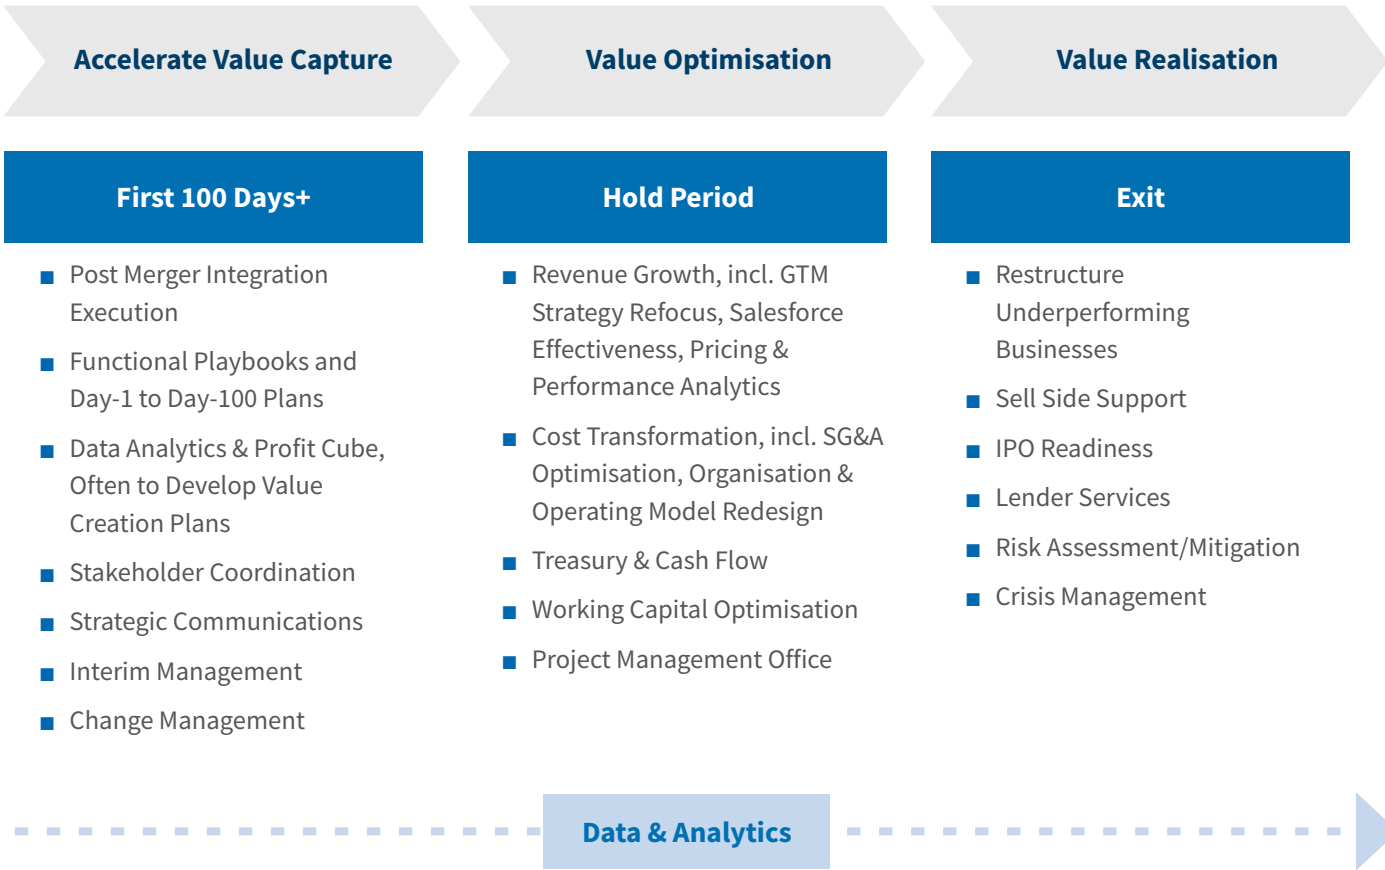 Accelerate Value Capture
Value Optimisation
Value Realisation
First 100 Days+
Post Merger Integration
Execution
Functional Playbooks and
Day-1 to Day-100 Plans
Data Analytics & Profit Cube,
Often to Develop Value
Creation Plans
Stakeholder Coordination
Strategic Communications
Interim Management
Change Management
Hold Period
Revenue Growth, incl. GTM
Strategy Refocus, Salesforce
Effectiveness, Pricing &
Performance Analytics
Cost Transformation, incl. SG&A
Optimisation, Organisation &
Operating Model Redesign
Treasury & Cash Flow
Working Capital Optimisation
Project Management Office
Exit
Restructure
Underperforming
Businesses
Sell Side Support
IPO Readiness
Lender Services
Risk Assessment/Mitigation
Crisis Management
Data & Analytics